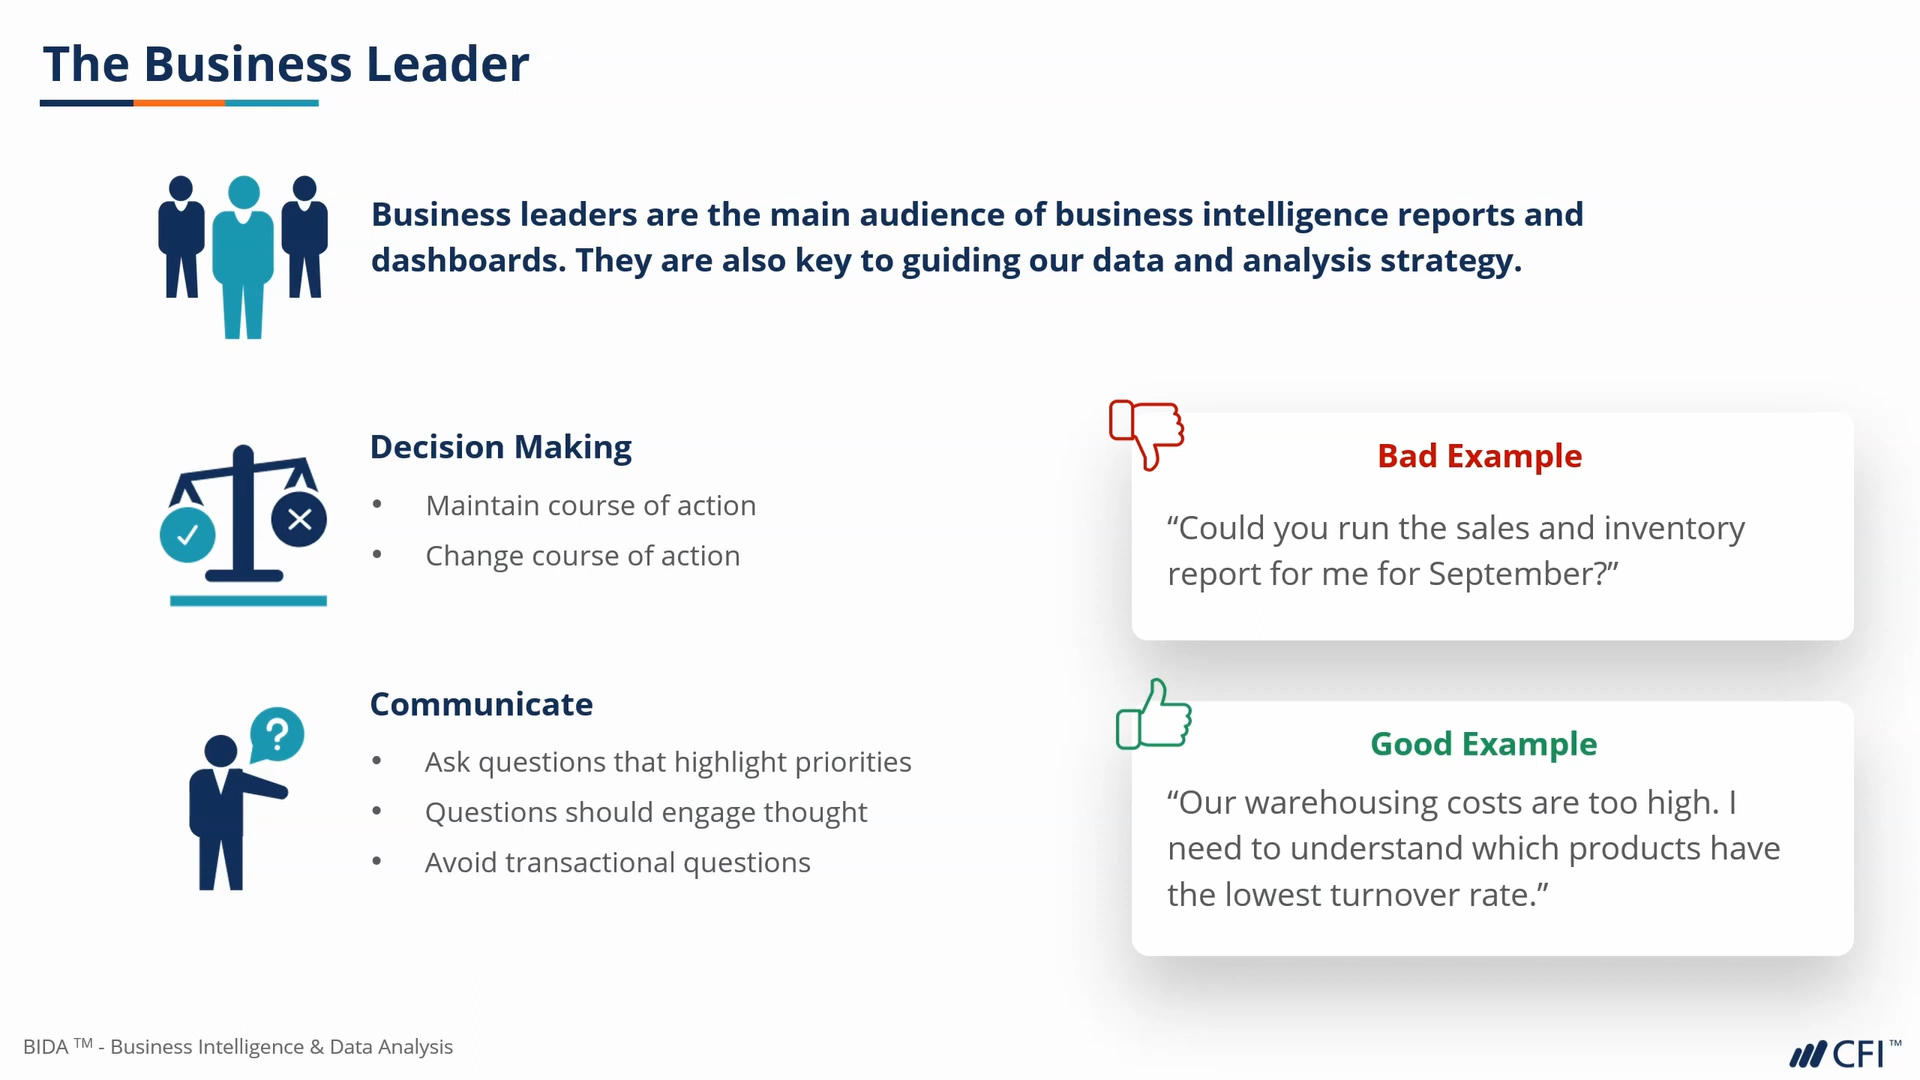 The Business Leader
Business leaders are the main audience of business intelligence reports and
dashboards. They are also key to guiding our data and analysis strategy.
Decision Making
• Maintain course of action
• Change course of action
Communicate
• Ask questions that highlight priorities
• Questions should engage thought
• Avoid transactional questions
Bad Example
“Could you run the sales and inventory
report for me for September?”
Good Example
“Our warehousing costs are too high. I
need to understand which products have
the lowest turnover rate.”
?
BIDA ™ - Business Intelligence & Data Analysis
CFI™